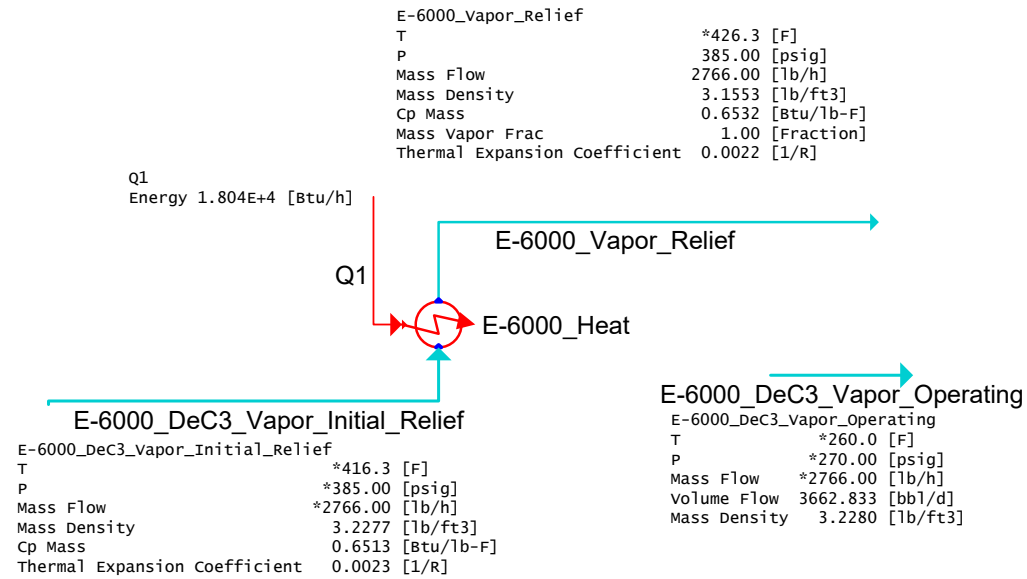 E-6000_Vapor_Relief
T *426.3 [F]
P 385.00 [psig]
Mass Flow 2766.00 [lb/h]
Mass Density 3.1553 [lb/ft3]
Cp Mass 0.6532 [Btu/lb-F]
Mass Vapor Frac 1.00 [Fraction]
Thermal Expansion Coefficient 0.0022 [1/R]
Q1
Energy 1.804E+4 [Btu/h]
E-6000_Vapor_Relief
Q1
E-6000_Heat
E-6000_DeC3_Vapor_Initial_Relief
E-6000_DeC3_Vapor_Initial_Relief
T *416.3 [F]
P *385.00 [psig]
Mass Flow *2766.00 [lb/h]
Mass Density 3.2277 [lb/ft3]
Cp Mass 0.6513 [Btu/lb-F]
Thermal Expansion Coefficient 0.0023 [1/R]
E-6000_DeC3_Vapor_Operating
E-6000_DeC3_Vapor_Operating
T *260.0 [F]
P *270.00 [psig]
Mass Flow *2766.00 [lb/h]
Volume Flow 3662.833 [bbl/d]
Mass Density 3.2280 [lb/ft3]